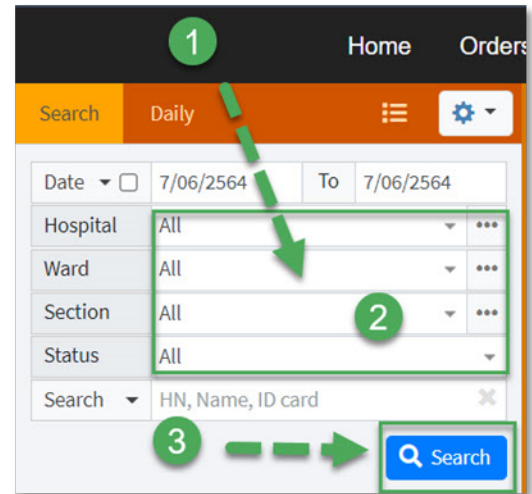 1 Home Orders
Search Daily
Date 7/06/2564 To 7/06/2564
Hospital All
Ward All
Section All 2
Status All
Search HN, Name, ID card
3 Search